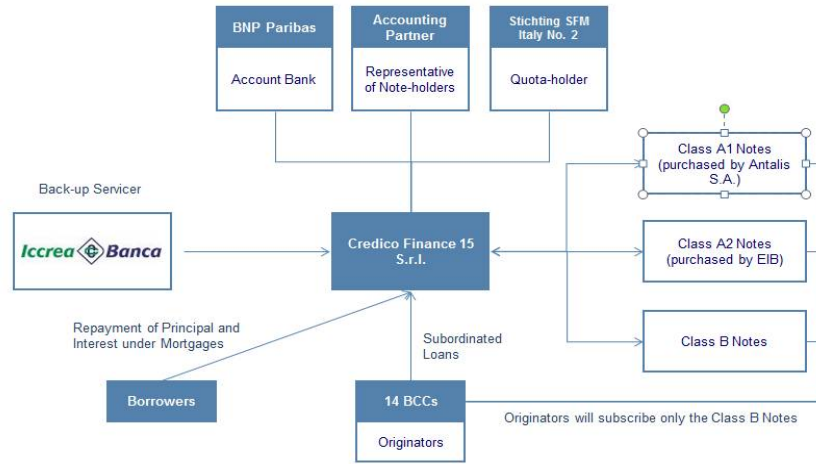 BNP Paribas
Account Bank
Accounting
Partner
Representative
of Note-holders
Stichting SFM
Italy No. 2
Quota-holder
Class A1 Notes
(purchased by Antalis
S.A.)
Back-up Servicer
Iccrea Banca
Credico Finance 15
S.r.l.
Class A2 Notes
(purchased by EIB)
Repayment of Principal and
Interest under Mortgages
Subordinated
Loans
Class B Notes
Borrowers
14 BCCs
Originators
Originators will subscribe only the Class B Notes